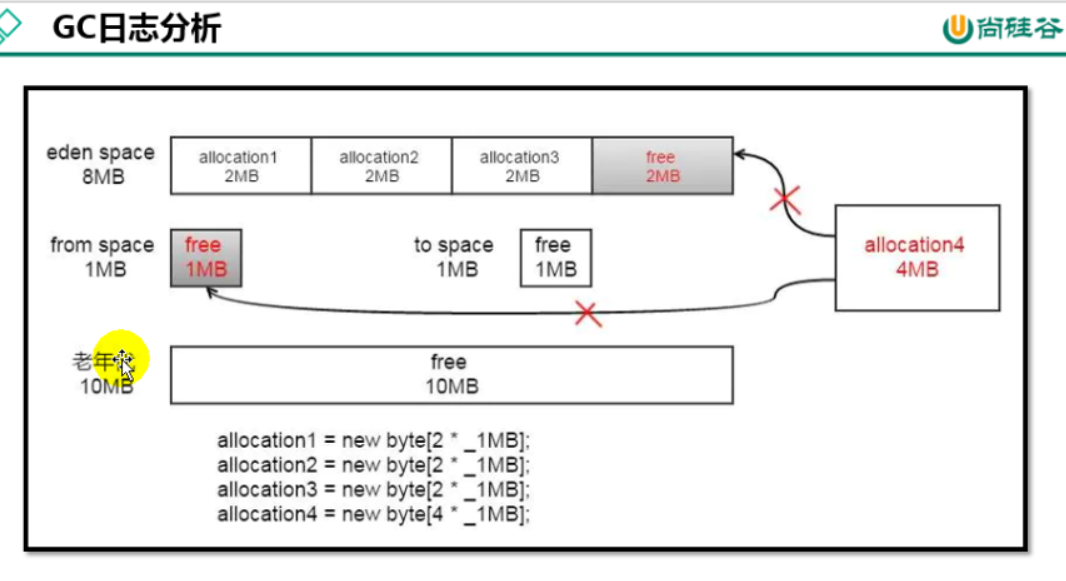 GC日志分析
尚硅谷
eden space
8MB
allocation1
2MB
allocation2
2MB
allocation3
2MB
free
2MB
from space
1MB
free
1MB
to space
1MB
free
1MB
allocation4
4MB
老年代
10MB
free
10MB
allocation1 = new byte[2 * _1MB];
allocation2 = new byte[2 * _1MB];
allocation3 = new byte[2 * _1MB];
allocation4 = new byte[4 * _1MB];